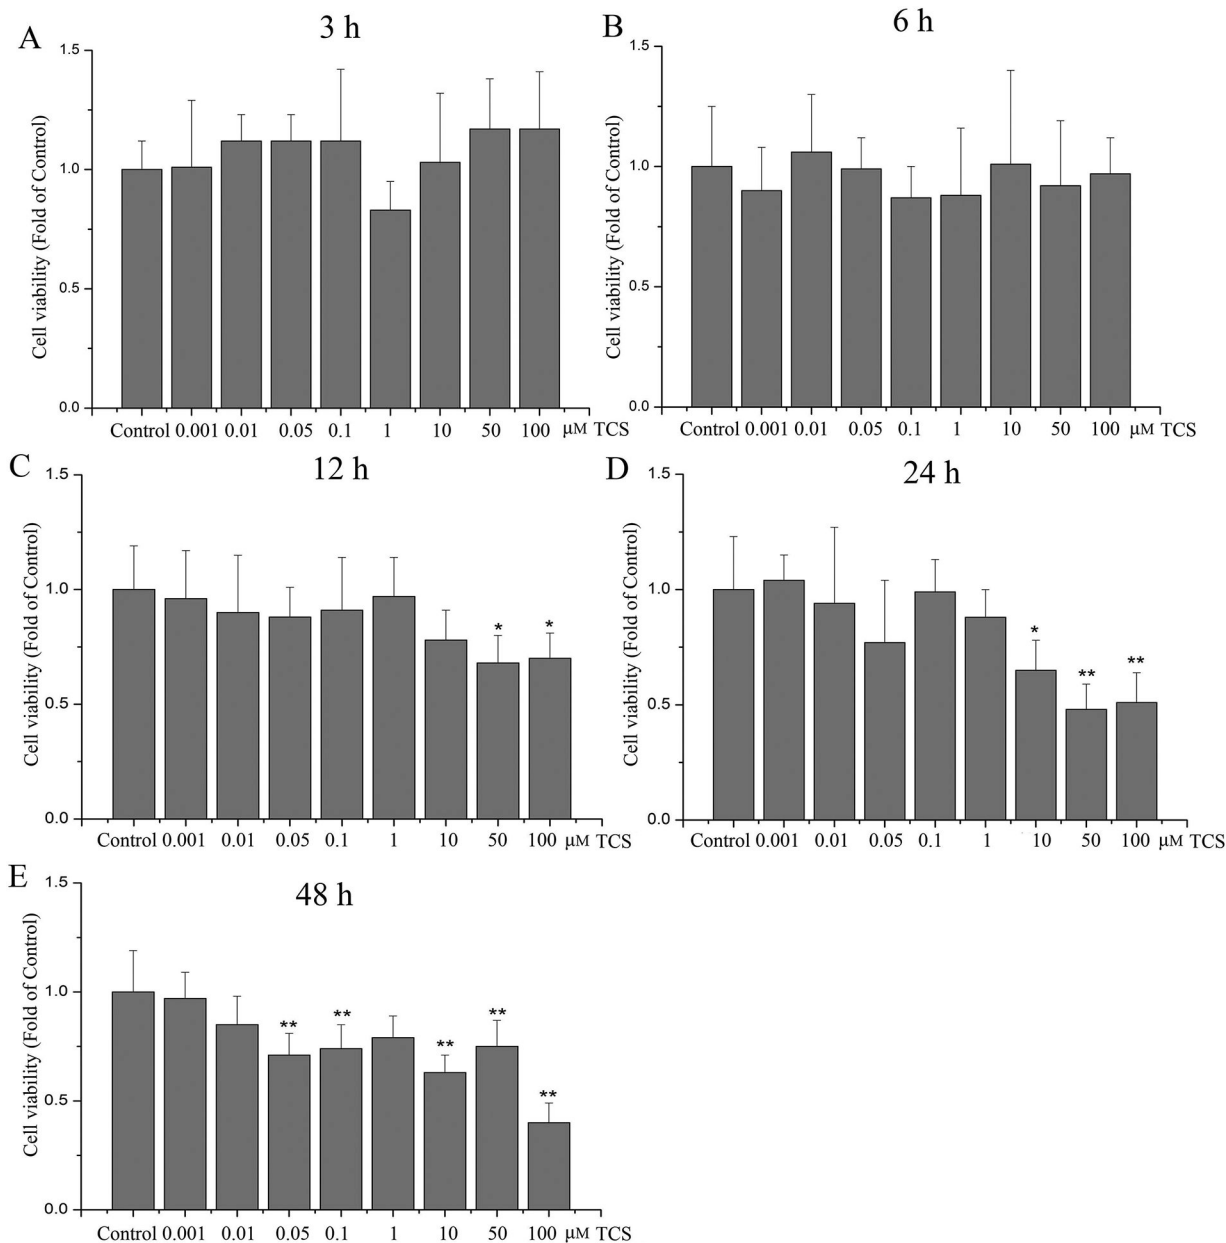 A
3 h
Cell viability (Fold of Control)
1.5
1.0
0.5
0.0
Control 0.001 0.01 0.05 0.1 1 10 50 100 μM TCS
B
6 h
Cell viability (Fold of Control)
1.5
1.0
0.5
0.0
Control 0.001 0.01 0.05 0.1 1 10 50 100 μM TCS
C
12 h
Cell viability (Fold of Control)
1.5
1.0
0.5
0.0
* *
Control 0.001 0.01 0.05 0.1 1 10 50 100 μM TCS
D
24 h
Cell viability (Fold of Control)
1.5
1.0
0.5
0.0
* ** **
Control 0.001 0.01 0.05 0.1 1 10 50 100 μM TCS
E
48 h
Cell viability (Fold of Control)
1.5
1.0
0.5
0.0
** ** ** ** **
Control 0.001 0.01 0.05 0.1 1 10 50 100 μM TCS